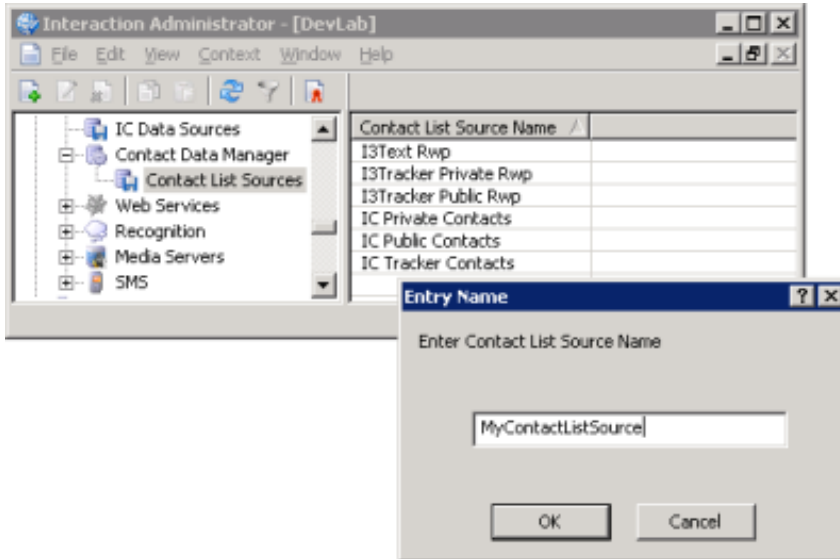 Interaction Administrator - [DevLab]
File Edit View Context Window Help
IC Data Sources
Contact Data Manager
Contact List Sources
Web Services
Recognition
Media Servers
SMS
Contact List Source Name
I3Text Rwp
I3Tracker Private Rwp
I3Tracker Public Rwp
IC Private Contacts
IC Public Contacts
IC Tracker Contacts
Entry Name
Enter Contact List Source Name
MyContactListSource
OK Cancel